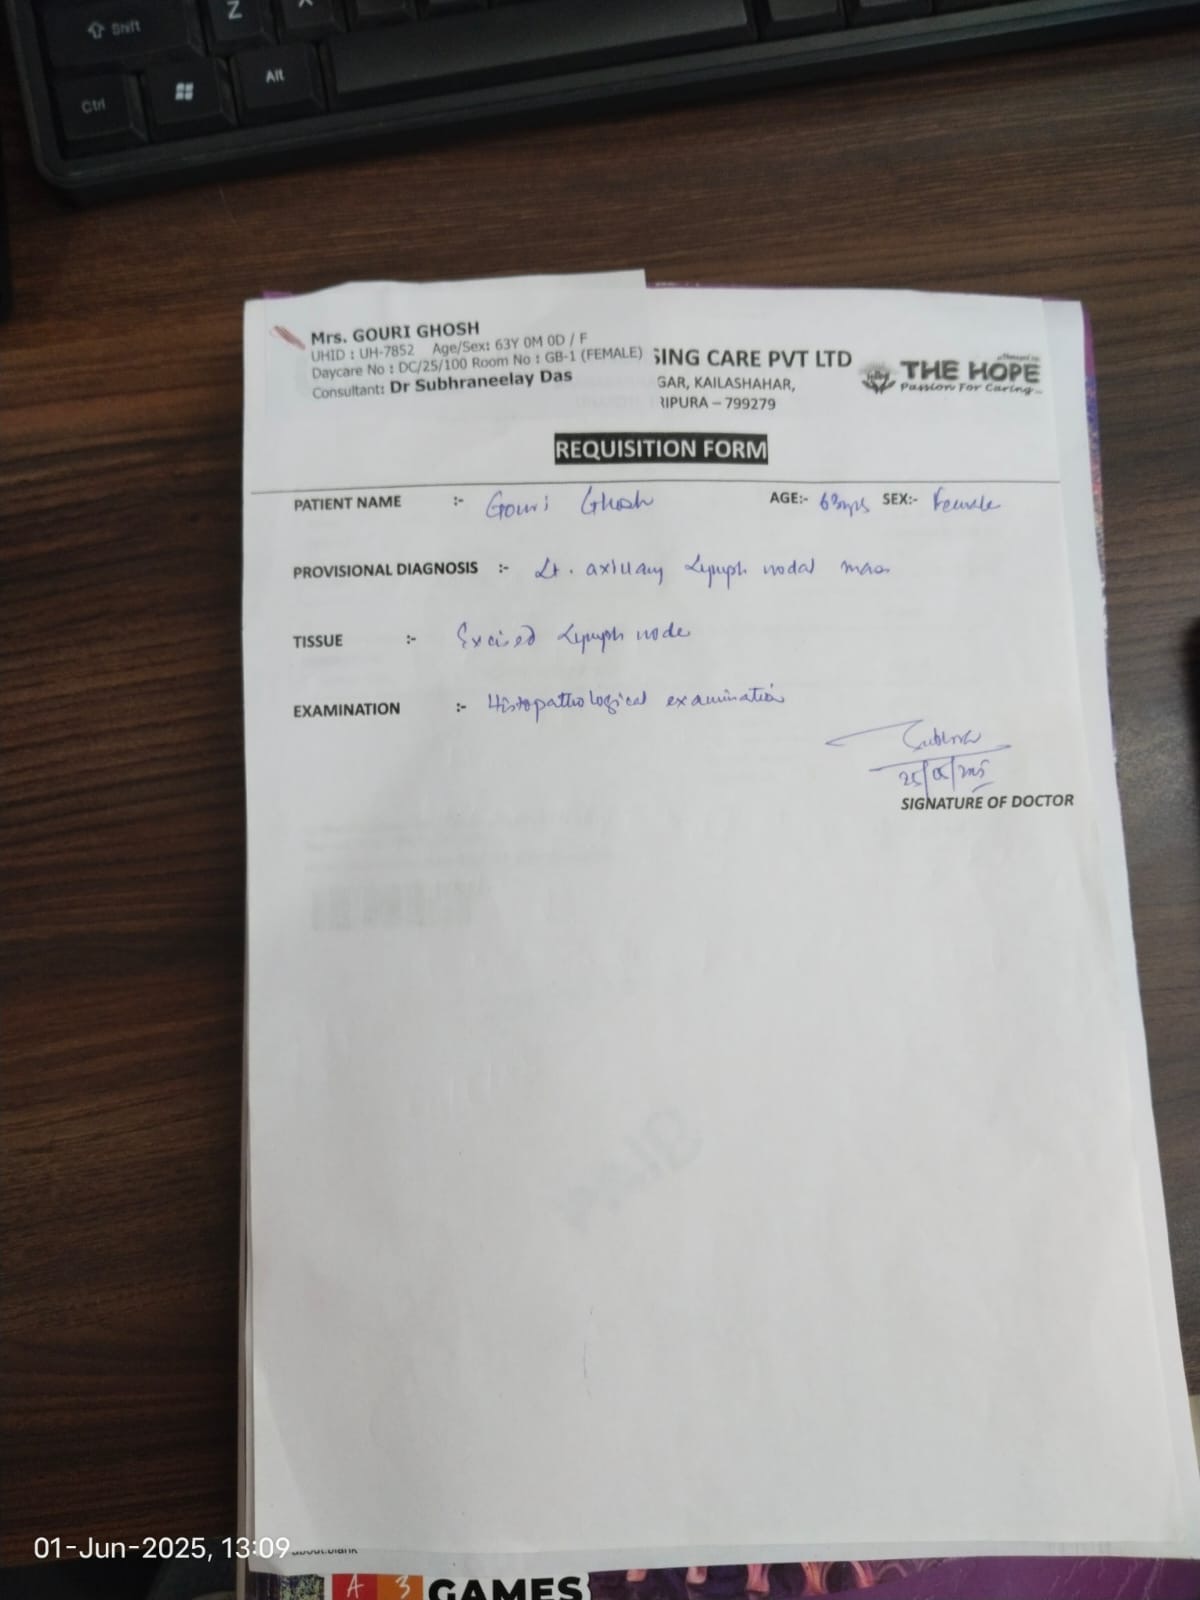 Shift
Z
Ctrl
Alt
Mrs. GOURI GHOSH
UHID : UH-7852 Age/Sex: 63Y 0M 0D / F
Daycare No : DC/25/100 Room No : GB-1 (FEMALE)
Consultant: Dr Subhraneelay Das
SING CARE PVT LTD
GAR, KAILASHAHAR,
RIPURA – 799279
THE HOPE
Passion For Caring...
REQUISITION FORM
PATIENT NAME :- Gouri Ghosh AGE:- 63yrs SEX:- Female
PROVISIONAL DIAGNOSIS :- Lt. axillary Lymph nodal mass
TISSUE :- Excised Lymph node
EXAMINATION :- Histopathological examination
SIGNATURE OF DOCTOR
01-Jun-2025, 13:09
about:blank
A 3 GAMES